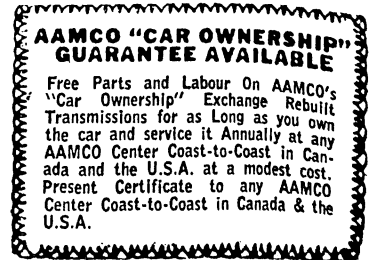 AAMCO “CAR OWNERSHIP”
GUARANTEE AVAILABLE
Free Parts and Labour On AAMCO’s
“Car Ownership” Exchange Rebuilt
Transmissions for as Long as you own
the car and service it Annually at any
AAMCO Center Coast-to-Coast in Can-
ada and the U.S.A. at a modest cost.
Present Certificate to any AAMCO
Center Coast-to-Coast in Canada & the
U.S.A.